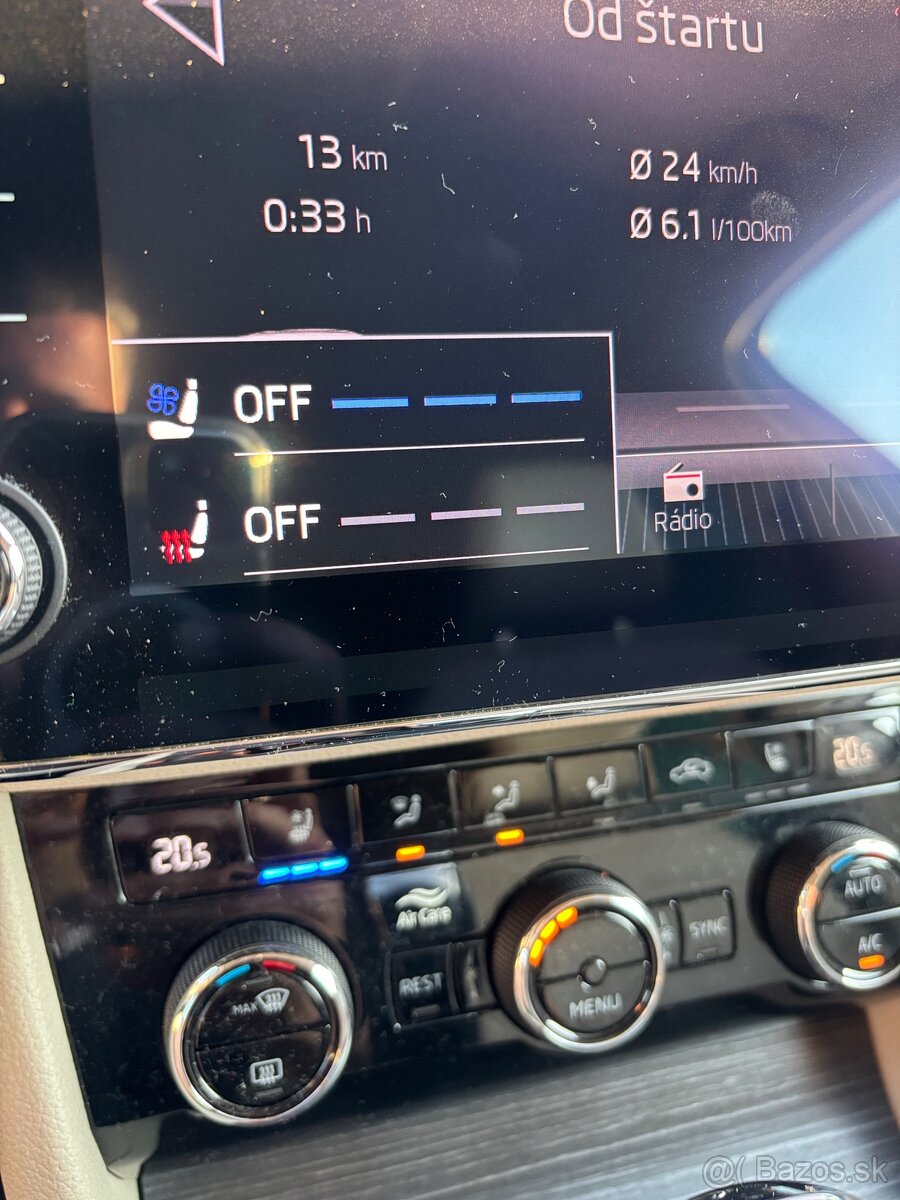 Od štartu
13 km
Ø 24 km/h
0:33 h
Ø 6.1 l/100km
OFF
OFF
Rádio
20.5
20.5
Air Care
AUTO
REST
SYNC
A/C
MAX
MENU
@( Bazos.sk